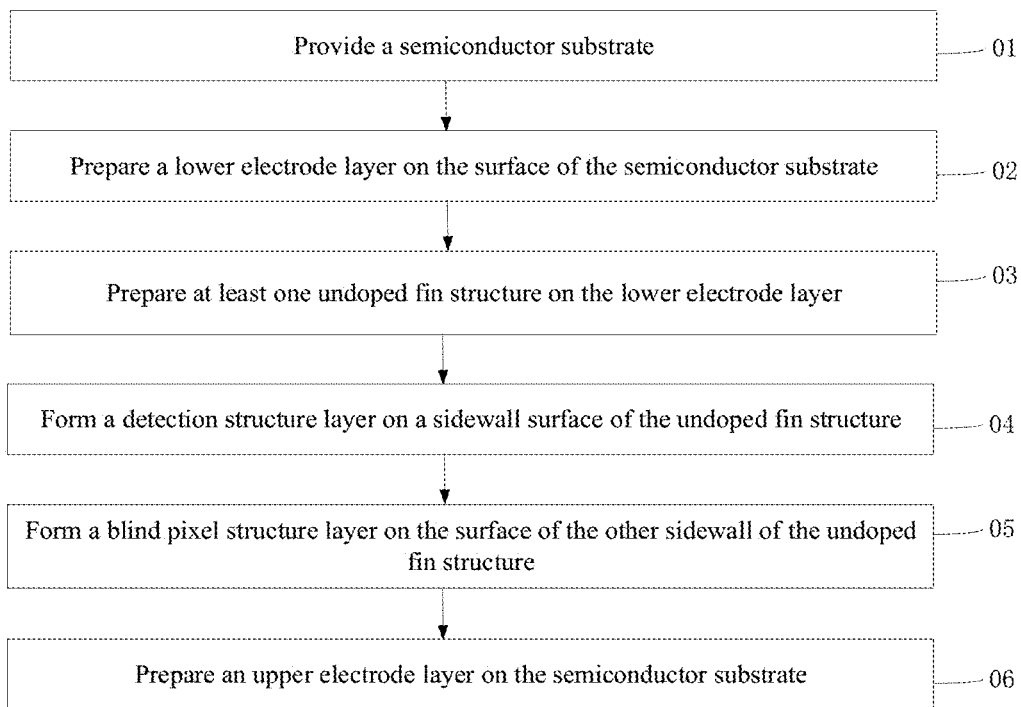 Provide a semiconductor substrate
01
Prepare a lower electrode layer on the surface of the semiconductor substrate
02
Prepare at least one undoped fin structure on the lower electrode layer
03
Form a detection structure layer on a sidewall surface of the undoped fin structure
04
Form a blind pixel structure layer on the surface of the other sidewall of the undoped
fin structure
05
Prepare an upper electrode layer on the semiconductor substrate
06